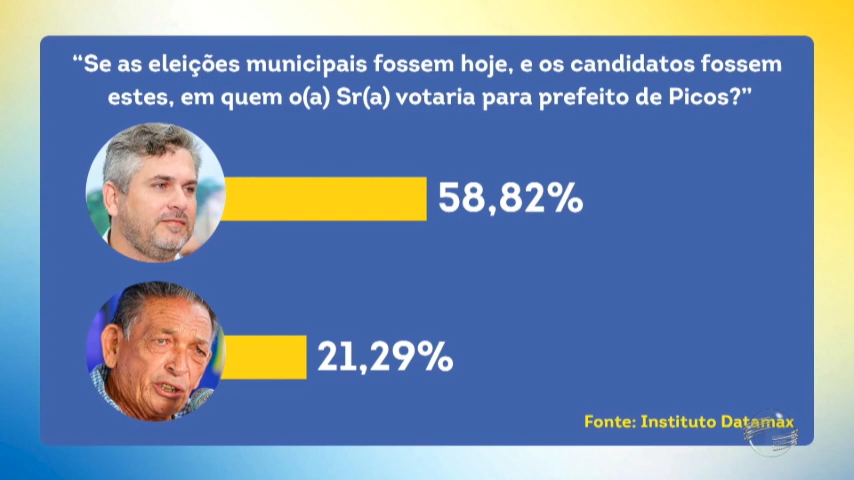 “Se as eleições municipais fossem hoje, e os candidatos fossem
estes, em quem o(a) Sr(a) votaria para prefeito de Picos?”
58,82%
21,29%
Fonte: Instituto Datamax